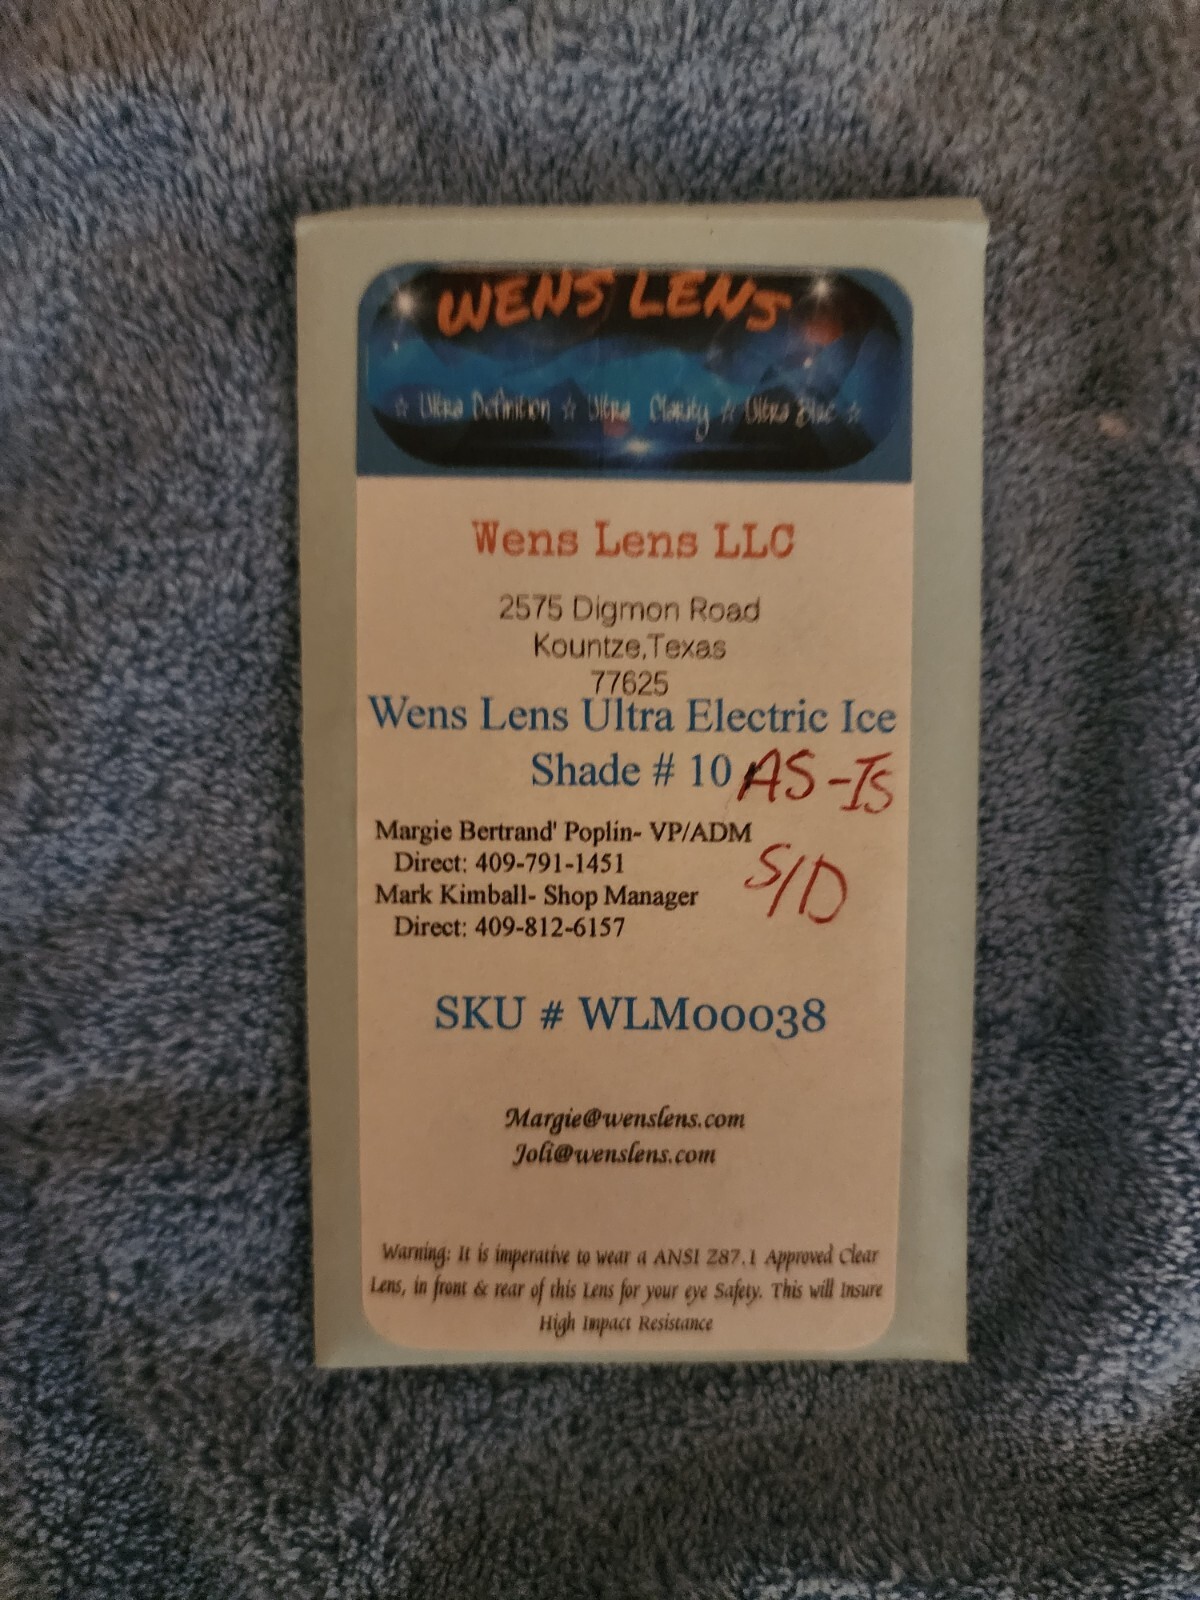 WENS LENS
☆ Ultra Definition ☆ Ultra Clarity ☆ Ultra Blue ☆
Wens Lens LLC
2575 Digmon Road
Kountze,Texas
77625
Wens Lens Ultra Electric Ice
Shade # 10 AS-IS
Margie Bertrand' Poplin- VP/ADM
Direct: 409-791-1451
S/D
Mark Kimball- Shop Manager
Direct: 409-812-6157
SKU # WLM00038
Margie@wenslens.com
Joli@wenslens.com
Warning: It is imperative to wear a ANSI Z87.1 Approved Clear
Lens, in front & rear of this Lens for your eye Safety. This will Insure
High Impact Resistance